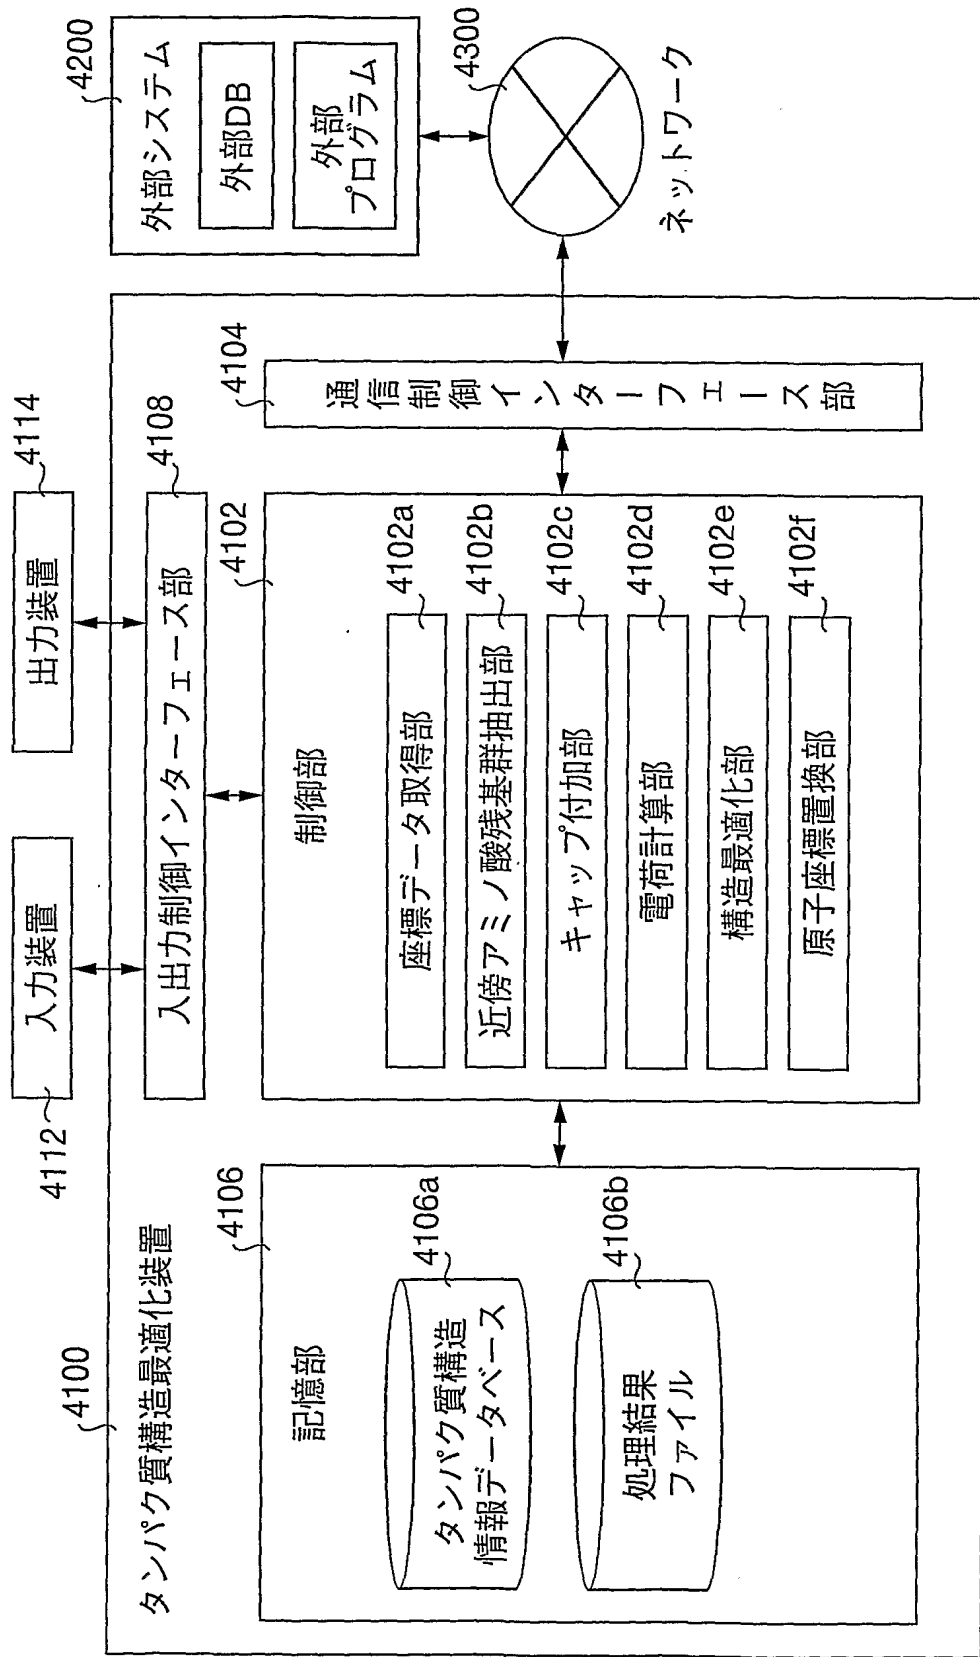 4100
タンパク質構造最適化装置
4112
入力装置
出力装置
4114
入出力制御インターフェース部
4108
4106
記憶部
タンパク質構造
情報データベース
4106a
処理結果
ファイル
4106b
4102
制御部
座標データ取得部
4102a
近傍アミノ酸残基群抽出部
4102b
キャップ付加部
4102c
電荷計算部
4102d
構造最適化部
4102e
原子座標置換部
4102f
4104
通信制御インターフェース部
4200
外部システム
外部DB
外部
プログラム
4300
ネットワーク